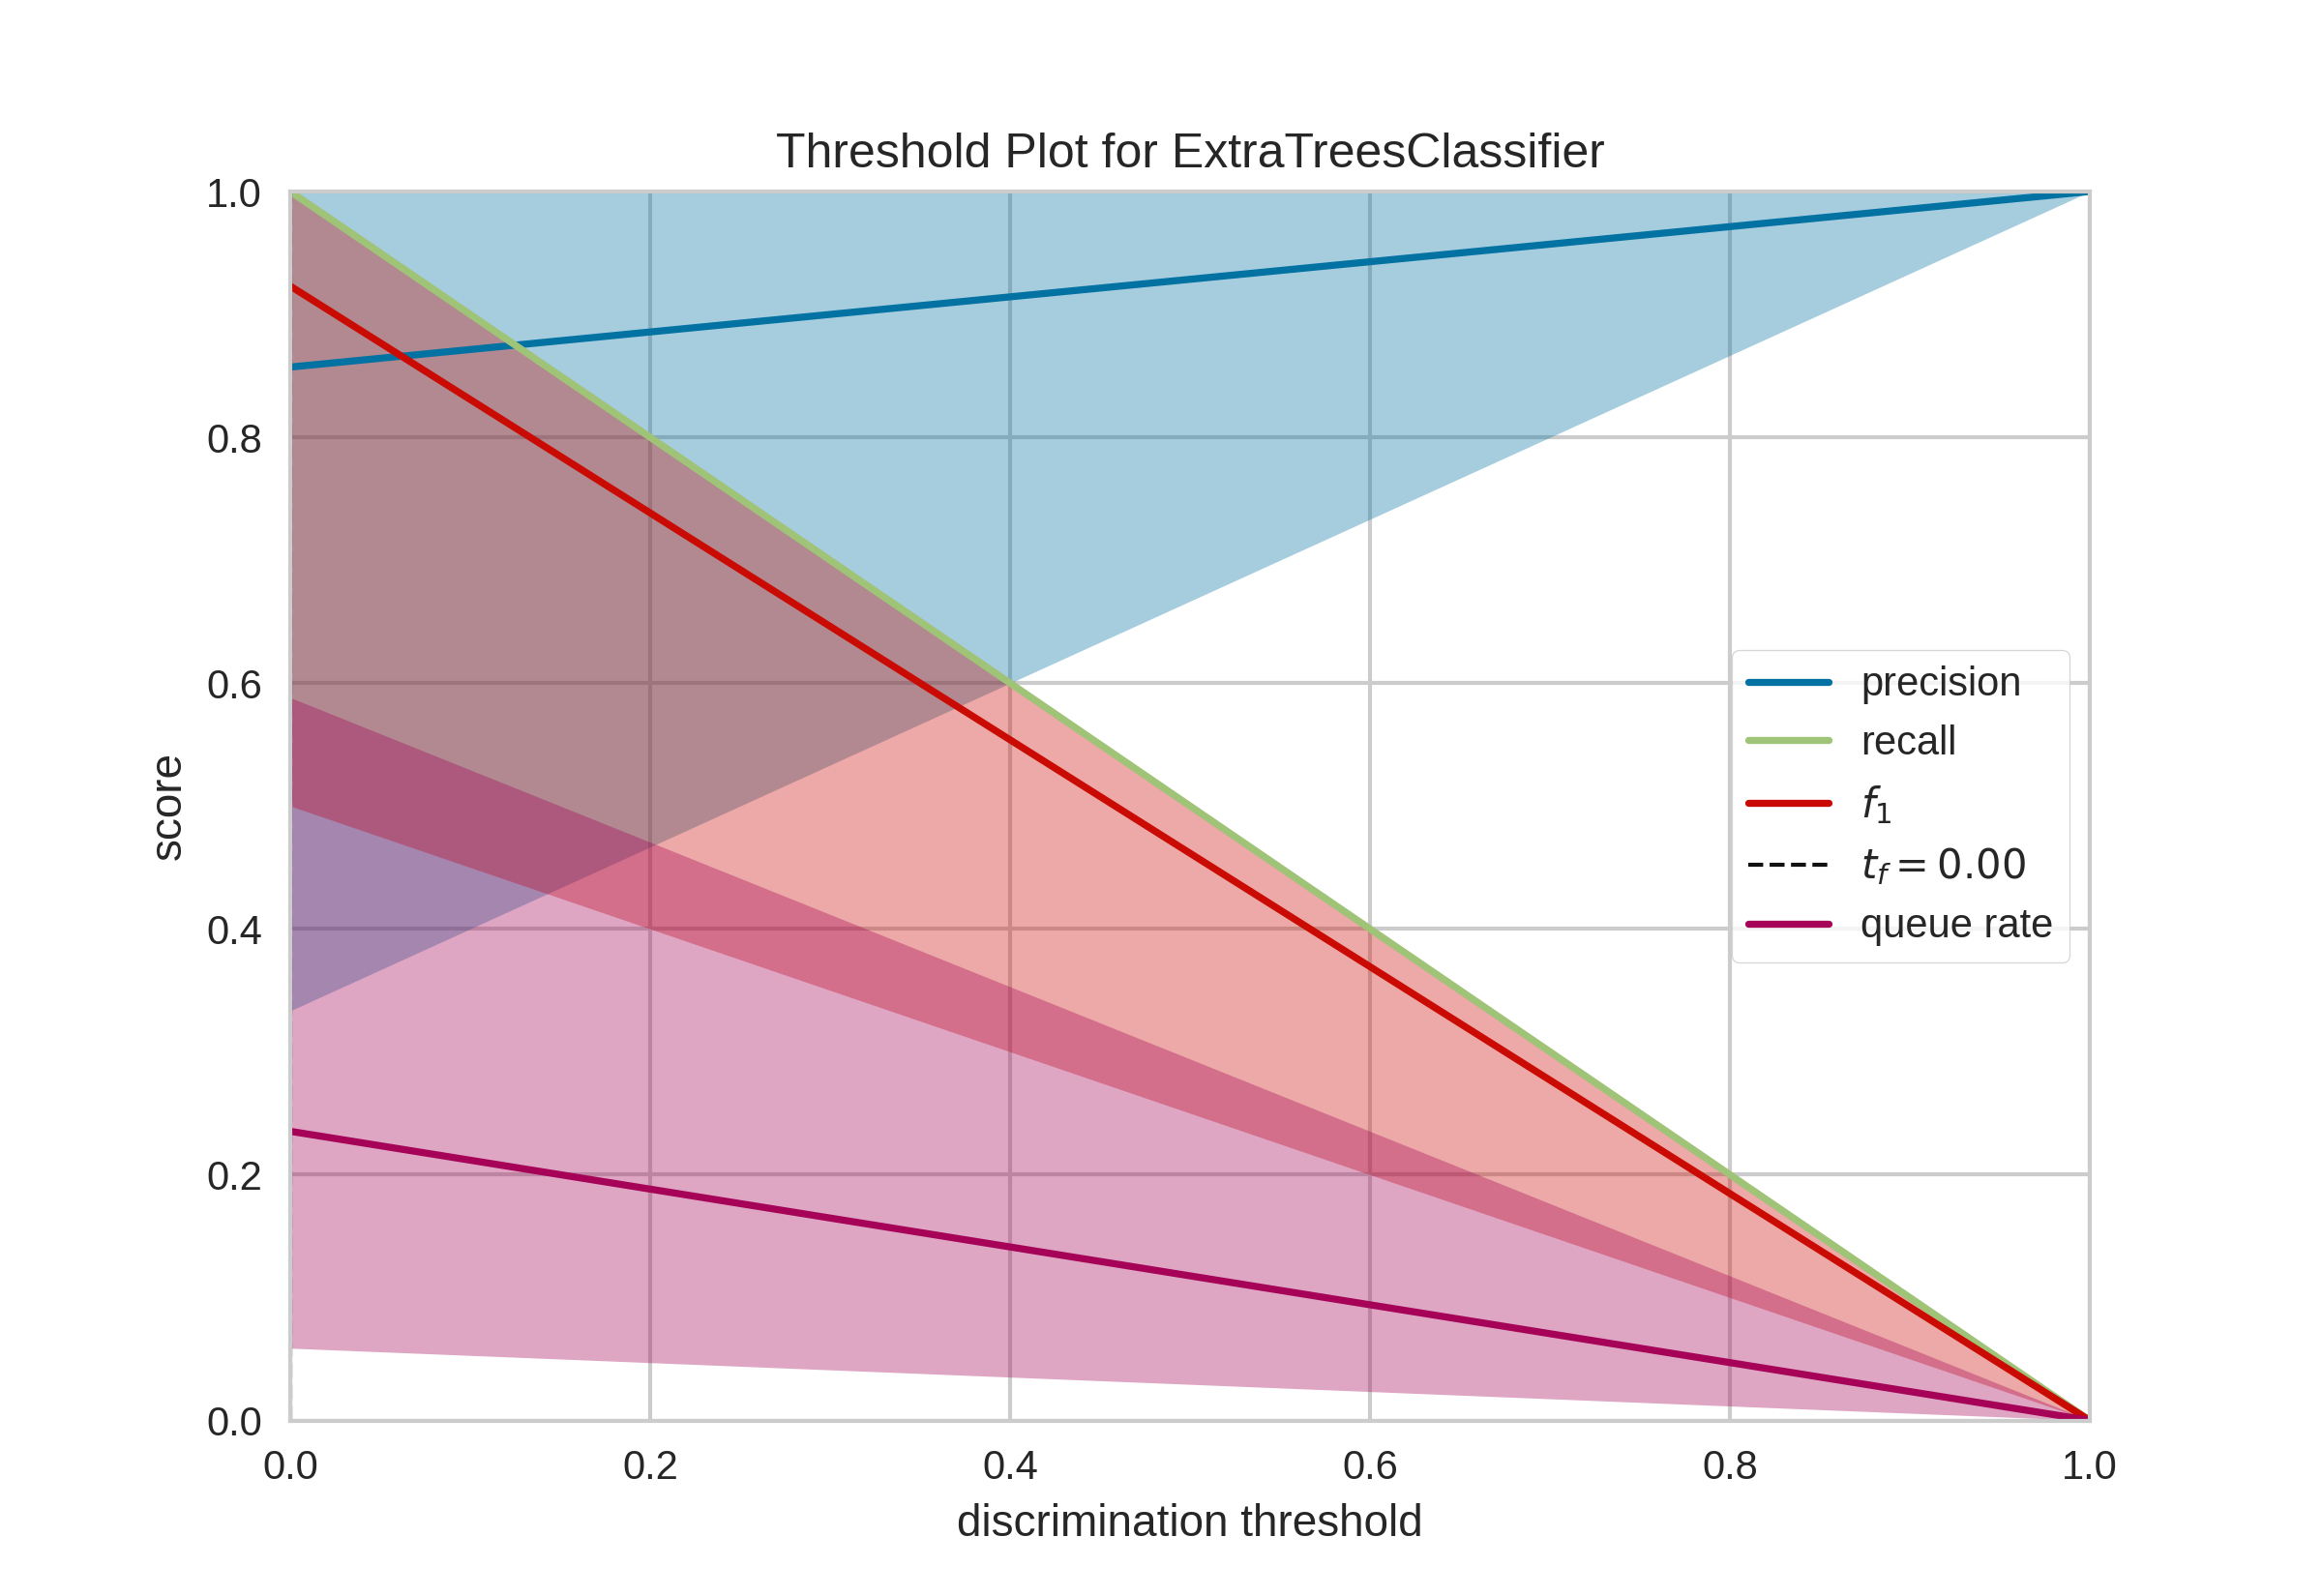 Threshold Plot for ExtraTreesClassifier
1.0
0.8
0.6
0.4
0.2
0.0
score
precision
recall
f₁
t_f = 0.00
queue rate
0.0 0.2 0.4 0.6 0.8 1.0
discrimination threshold